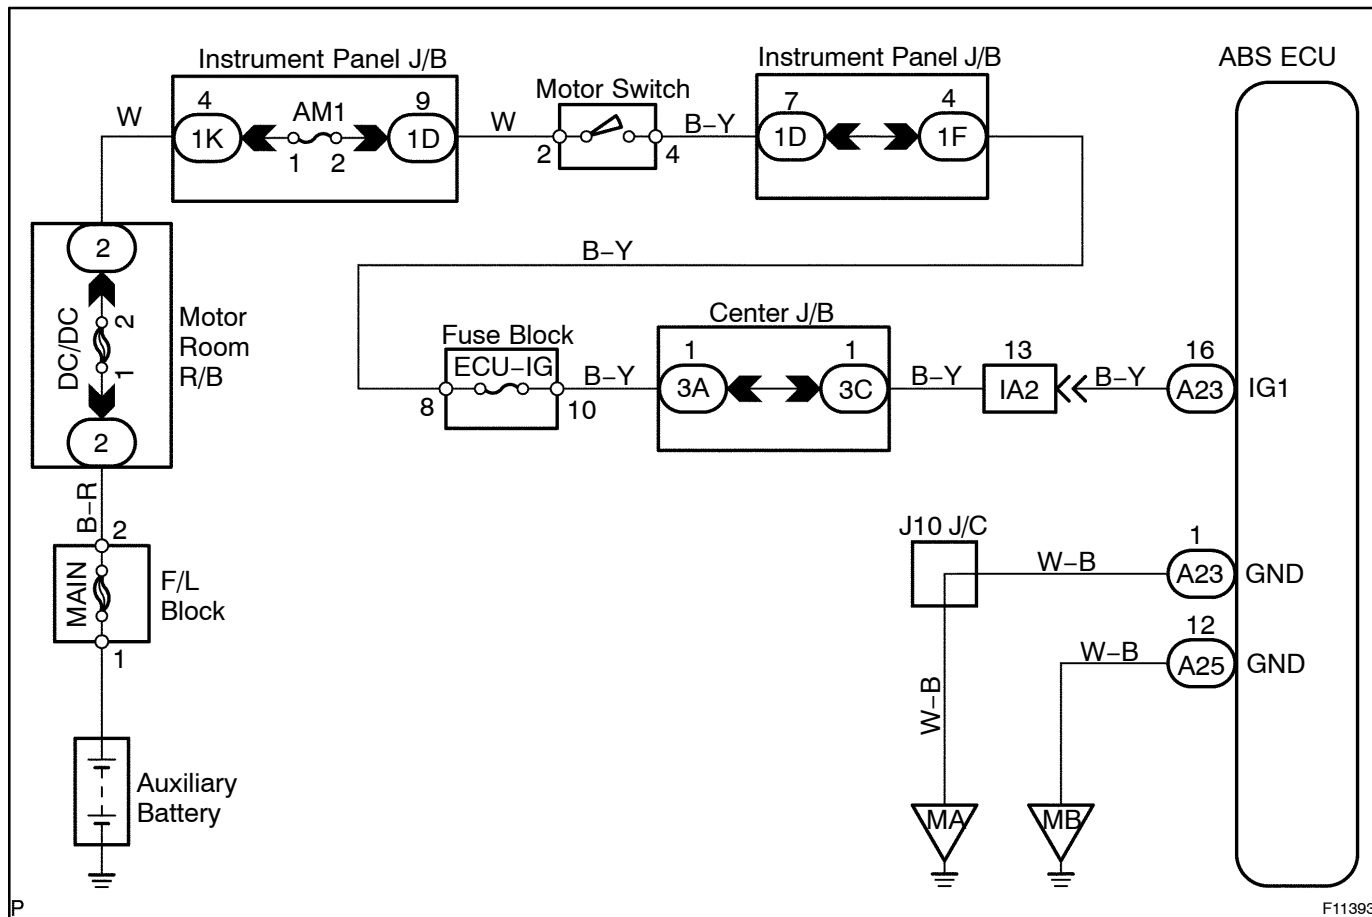 Instrument Panel J/B
Instrument Panel J/B
ABS ECU
Motor Switch
4
AM1
9
7
4
W
1K
1D
W
B–Y
1D
1F
1
2
2
4
B–Y
2
DC/DC
2
1
Motor
Room
R/B
2
Center J/B
Fuse Block
ECU–IG
1
1
13
16
B–Y
3A
3C
B–Y
IA2
B–Y
A23
IG1
8
10
B–R
2
MAIN
F/L
Block
1
J10 J/C
1
W–B
A23
GND
12
W–B
A25
GND
W–B
Auxiliary
Battery
MA
MB
P
F11393